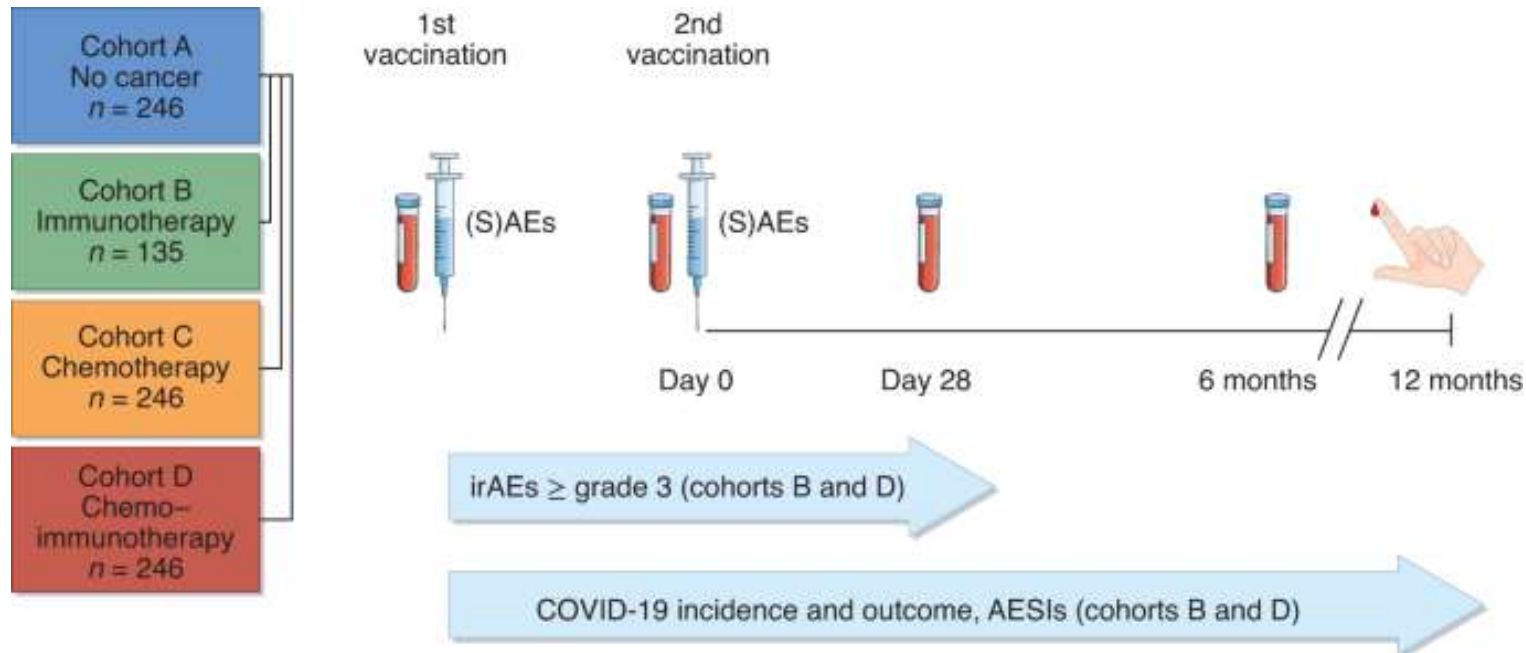 Cohort A
No cancer
n = 246
Cohort B
Immunotherapy
n = 135
Cohort C
Chemotherapy
n = 246
Cohort D
Chemo–
immunotherapy
n = 246
1st
vaccination
2nd
vaccination
(S)AEs
(S)AEs
Day 0
Day 28
6 months
12 months
irAEs ≥ grade 3 (cohorts B and D)
COVID-19 incidence and outcome, AESIs (cohorts B and D)